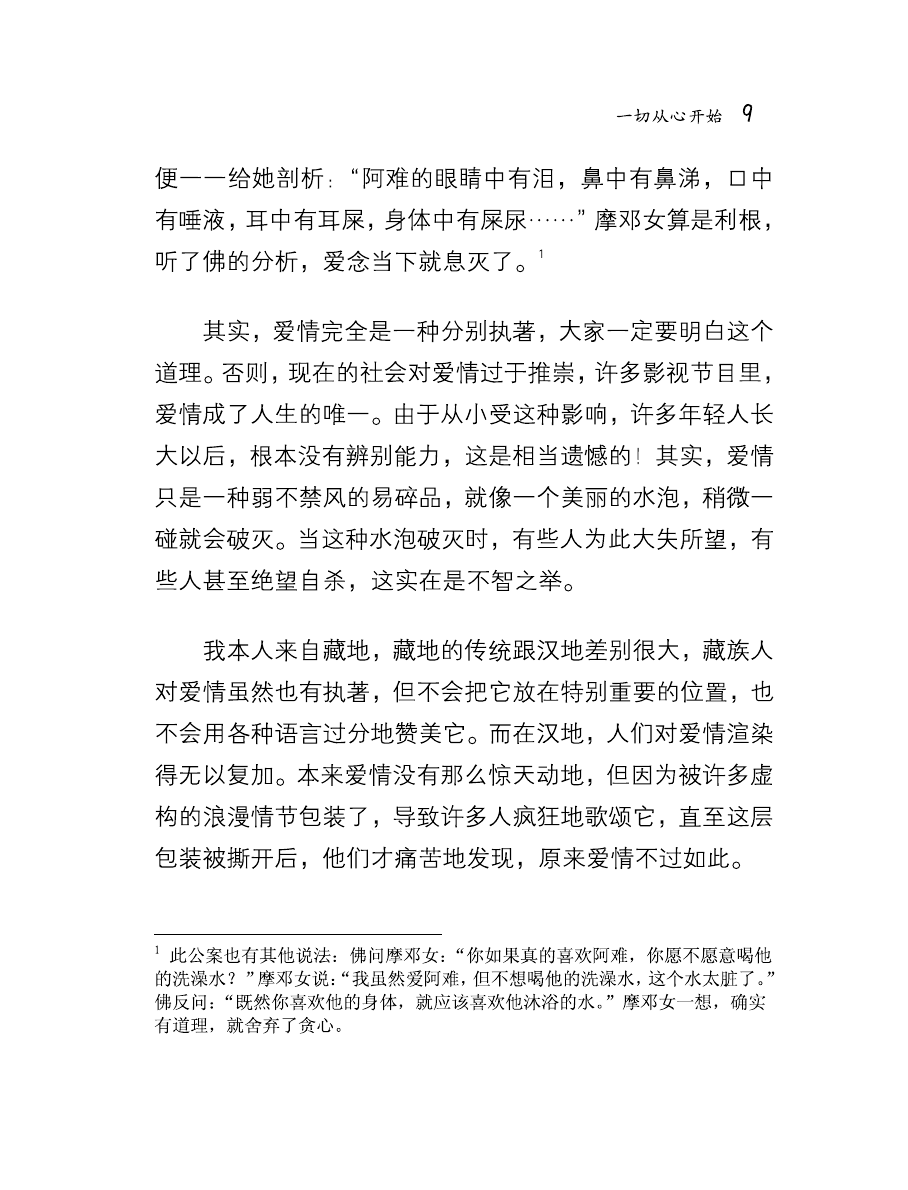 一切从心开始 9
便一一给她剖析：“阿难的眼睛中有泪，鼻中有鼻涕，口中
有唾液，耳中有耳屎，身体中有屎尿……”摩邓女算是利根，
听了佛的分析，爱念当下就息灭了。1
其实，爱情完全是一种分别执著，大家一定要明白这个
道理。否则，现在的社会对爱情过于推崇，许多影视节目里，
爱情成了人生的唯一。由于从小受这种影响，许多年轻人长
大以后，根本没有辨别能力，这是相当遗憾的！其实，爱情
只是一种弱不禁风的易碎品，就像一个美丽的水泡，稍微一
碰就会破灭。当这种水泡破灭时，有些人为此大失所望，有
些人甚至绝望自杀，这实在是不智之举。
我本人来自藏地，藏地的传统跟汉地差别很大，藏族人
对爱情虽然也有执著，但不会把它放在特别重要的位置，也
不会用各种语言过分地赞美它。而在汉地，人们对爱情渲染
得无以复加。本来爱情没有那么惊天动地，但因为被许多虚
构的浪漫情节包装了，导致许多人疯狂地歌颂它，直至这层
包装被撕开后，他们才痛苦地发现，原来爱情不过如此。
1 此公案也有其他说法：佛问摩邓女：“你如果真的喜欢阿难，你愿不愿意喝他
的洗澡水？”摩邓女说：“我虽然爱阿难，但不想喝他的洗澡水，这个水太脏了。”
佛反问：“既然你喜欢他的身体，就应该喜欢他沐浴的水。”摩邓女一想，确实
有道理，就舍弃了贪心。